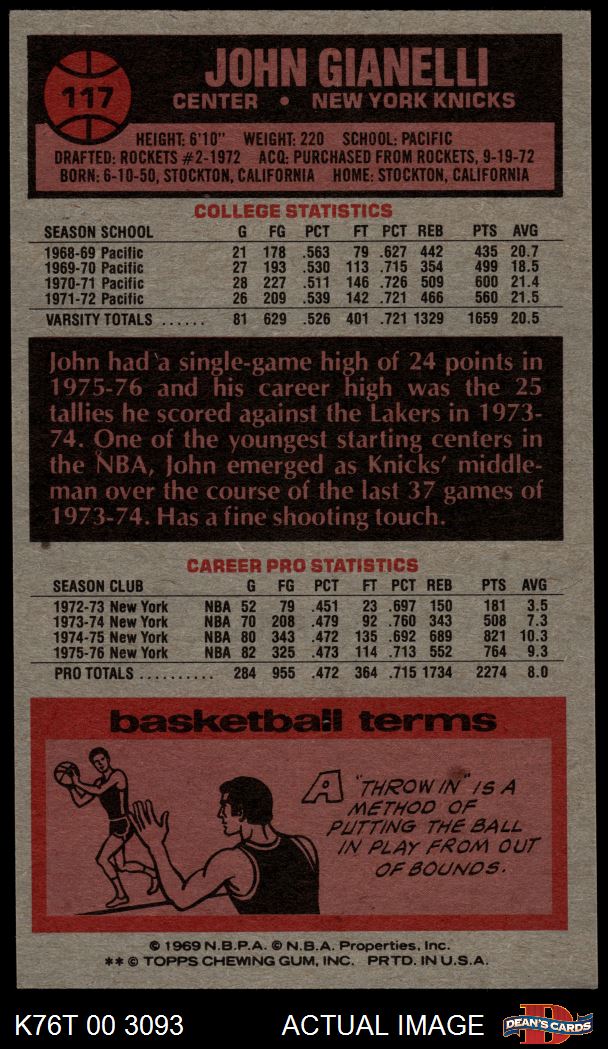 117
JOHN GIANELLI
CENTER • NEW YORK KNICKS
HEIGHT: 6'10" WEIGHT: 220 SCHOOL: PACIFIC
DRAFTED: ROCKETS #2-1972 ACQ: PURCHASED FROM ROCKETS, 9-19-72
BORN: 6-10-50, STOCKTON, CALIFORNIA HOME: STOCKTON, CALIFORNIA
COLLEGE STATISTICS
SEASON SCHOOL G FG PCT FT PCT REB PTS AVG
1968-69 Pacific 21 178 .563 79 .627 442 435 20.7
1969-70 Pacific 27 193 .530 113 .715 354 499 18.5
1970-71 Pacific 28 227 .511 146 .726 509 600 21.4
1971-72 Pacific 26 209 .539 142 .721 466 560 21.5
VARSITY TOTALS ...... 81 629 .526 401 .721 1329 1659 20.5
John had a single-game high of 24 points in
1975-76 and his career high was the 25
tallies he scored against the Lakers in 1973-
74. One of the youngest starting centers in
the NBA, John emerged as Knicks' middle-
man over the course of the last 37 games of
1973-74. Has a fine shooting touch.
CAREER PRO STATISTICS
SEASON CLUB G FG PCT FT PCT REB PTS AVG
1972-73 New York NBA 52 79 .451 23 .697 150 181 3.5
1973-74 New York NBA 70 208 .479 92 .760 343 508 7.3
1974-75 New York NBA 80 343 .472 135 .692 689 821 10.3
1975-76 New York NBA 82 325 .473 114 .713 552 764 9.3
PRO TOTALS .......... 284 955 .472 364 .715 1734 2274 8.0
basketball terms
A "THROW IN" IS A
METHOD OF
PUTTING THE BALL
IN PLAY FROM OUT
OF BOUNDS.
© 1969 N.B.P.A. © N.B.A. Properties, Inc.
** © TOPPS CHEWING GUM, INC. PRTD. IN U.S.A.
K76T 00 3093 ACTUAL IMAGE DEAN'S CARDS